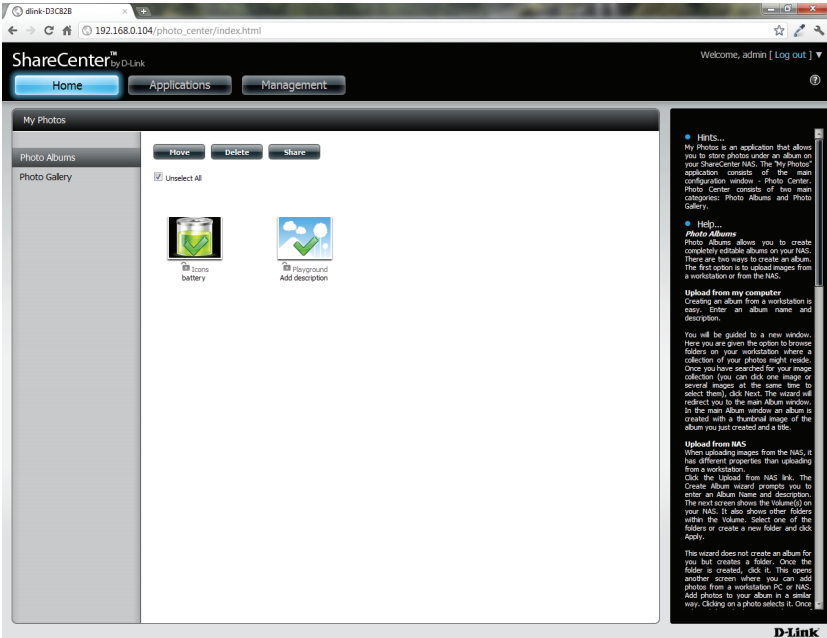 dlink-D3C82B
192.168.0.104/photo_center/index.html
ShareCenter™ by D-Link
Welcome, admin [ Log out ] ▼
Home
Applications
Management
My Photos
Photo Albums
Photo Gallery
Move
Delete
Share
Unselect All
Icons
battery
Playground
Add description
Hints...
My Photos is an application that allows
you to store photos under an album on
your ShareCenter NAS. The "My Photos"
application consists of the main
configuration window - Photo Center.
Photo Center consists of two main
categories: Photo Albums and Photo
Gallery.
Help...
Photo Albums
Photo Albums allows you to create
completely editable albums on your NAS.
There are two ways to create an album.
The first option is to upload images from
a workstation or from the NAS.
Upload from my computer
Creating an album from a workstation is
easy. Enter an album name and
description.
You will be guided to a new window.
Here you are given the option to browse
folders on your workstation where a
collection of your photos might reside.
Once you have searched for your image
collection (you can click one image or
several images at the same time to
select them), click Next. The wizard will
redirect you to the main Album window.
In the main Album window an album is
created with a thumbnail image of the
album you just created and a title.
Upload from NAS
When uploading images from the NAS, it
has different properties than uploading
from a workstation.
Click the Upload from NAS link. The
Create Album wizard prompts you to
enter an Album Name and description.
The next screen shows the Volume(s) on
your NAS. It also shows other folders
within the Volume. Select one of the
folders or create a new folder and click
Apply.
This wizard does not create an album for
you but creates a folder. Once the
folder is created, click it. This opens
another screen where you can add
photos from a workstation PC or NAS.
Add photos to your album in a similar
way. Clicking on a photo selects it. Once
D-Link